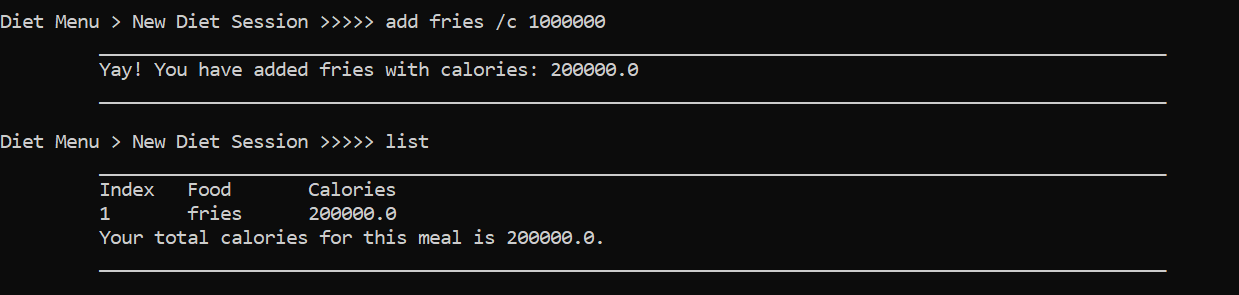 Diet Menu > New Diet Session >>>>> add fries /c 1000000
Yay! You have added fries with calories: 200000.0
Diet Menu > New Diet Session >>>>> list
Index Food Calories
1 fries 200000.0
Your total calories for this meal is 200000.0.